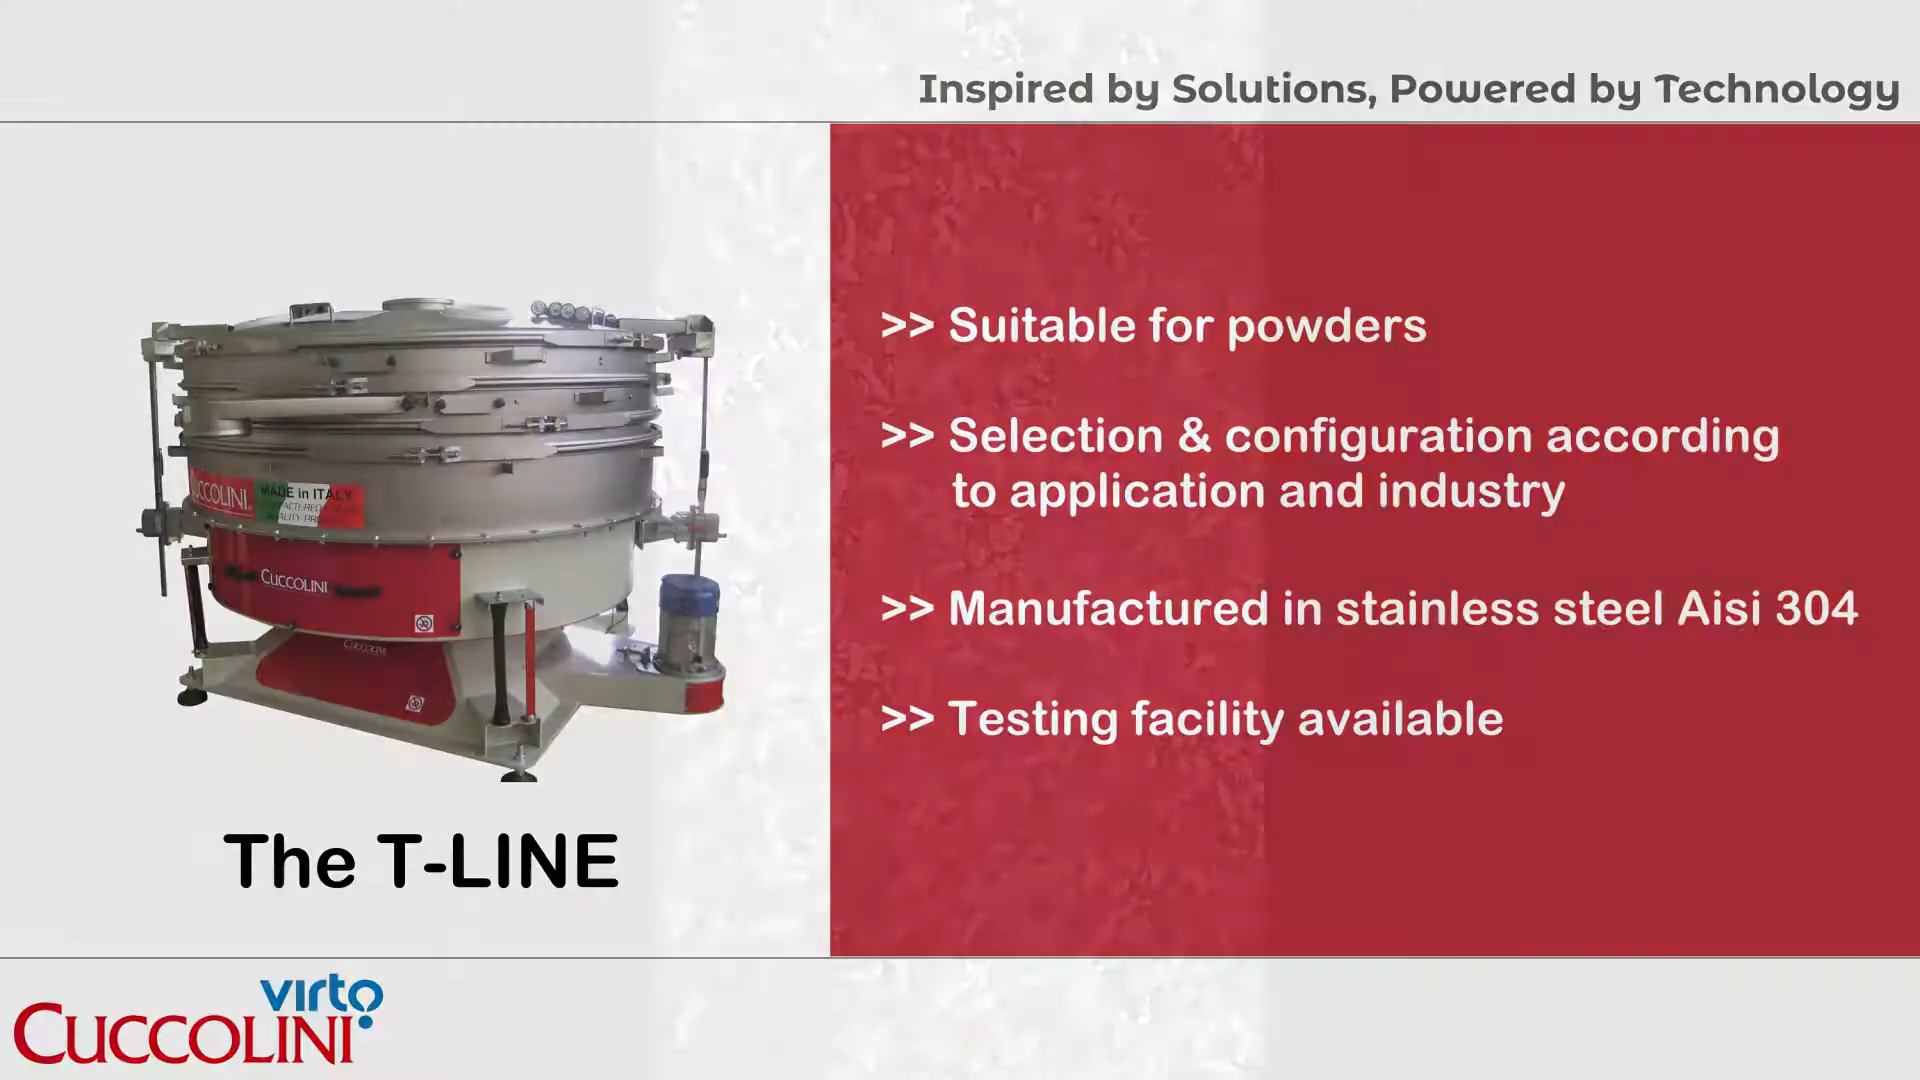 Inspired by Solutions, Powered by Technology
>> Suitable for powders
>> Selection & configuration according
to application and industry
>> Manufactured in stainless steel Aisi 304
>> Testing facility available
CUCCOLINI
MADE in ITALY
CUCCOLINI
CUCCOLINI
The T-LINE
virto
CUCCOLINI